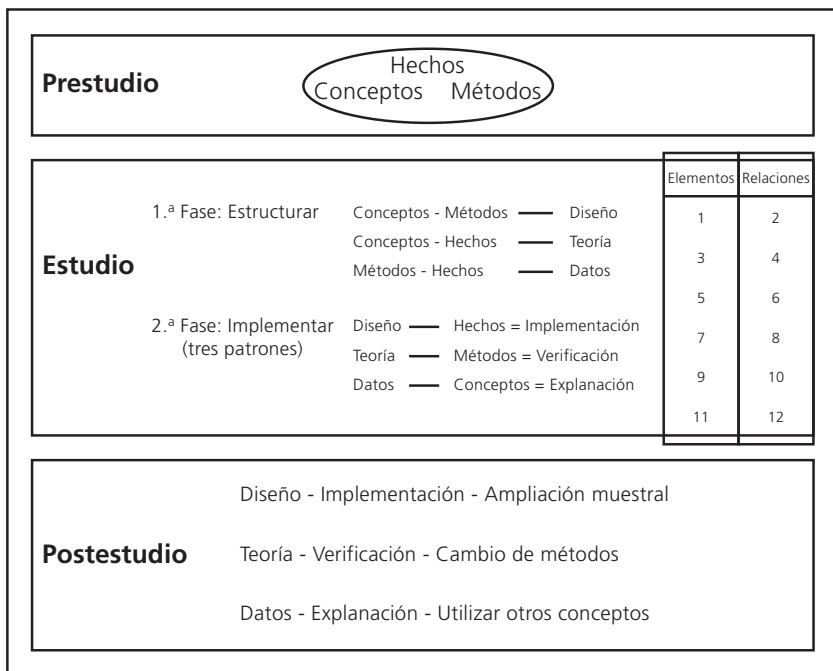 Prestudio
Hechos
Conceptos Métodos
Elementos Relaciones
Estudio
1.ª Fase: Estructurar
Conceptos - Métodos — Diseño
Conceptos - Hechos — Teoría
Métodos - Hechos — Datos
2.ª Fase: Implementar
(tres patrones)
Diseño — Hechos = Implementación
Teoría — Métodos = Verificación
Datos — Conceptos = Explanación
1 2
3 4
5 6
7 8
9 10
11 12
Postestudio
Diseño - Implementación - Ampliación muestral
Teoría - Verificación - Cambio de métodos
Datos - Explanación - Utilizar otros conceptos